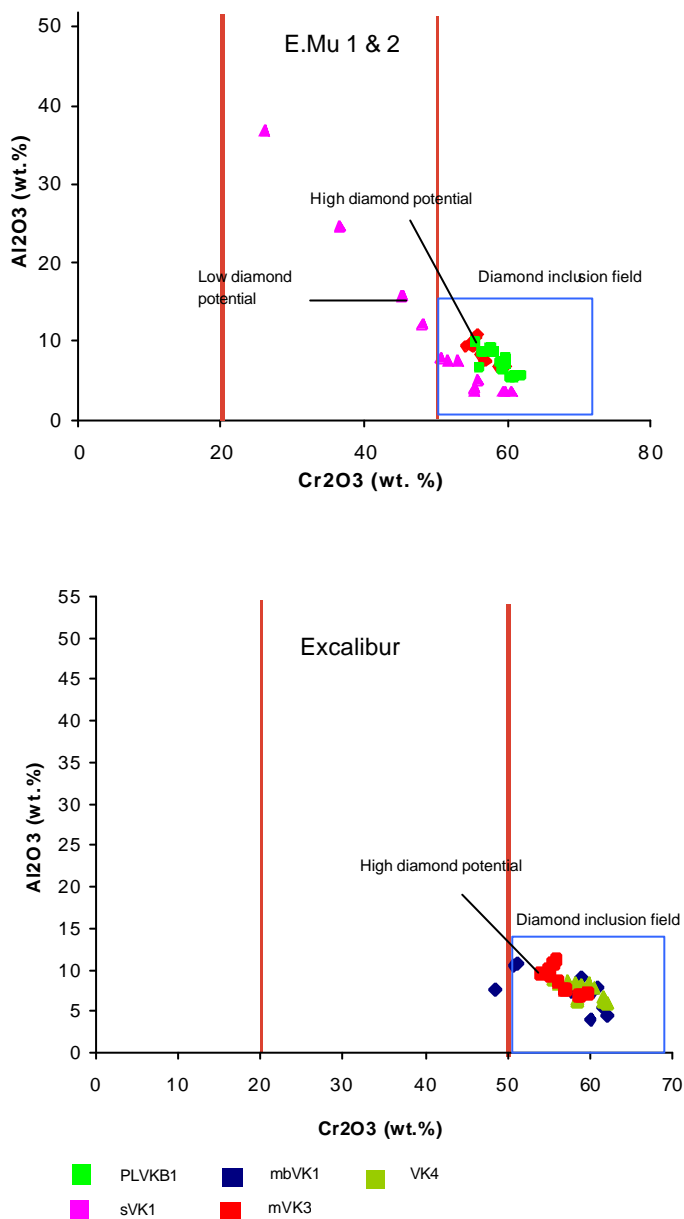 E.Mu 1 & 2
Al2O3 (wt.%)
50
40
30
20
10
0
High diamond potential
Low diamond
potential
Diamond inclusion field
0
20
40
60
80
Cr2O3 (wt. %)
Excalibur
Al2O3 (wt.%)
55
50
45
40
35
30
25
20
15
10
5
0
High diamond potential
Diamond inclusion field
0
10
20
30
40
50
60
70
Cr2O3 (wt.%)
PLVKB1
mbVK1
VK4
sVK1
mVK3